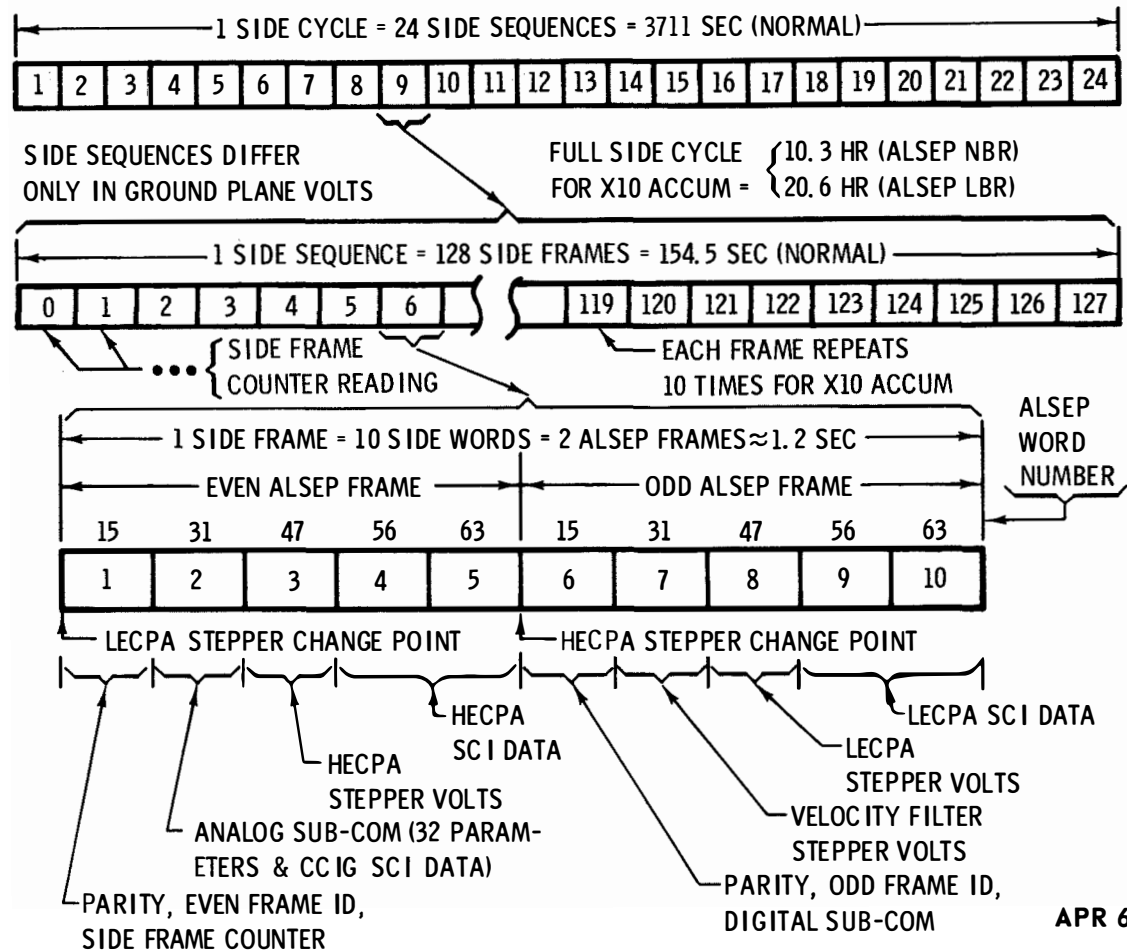 1 SIDE CYCLE = 24 SIDE SEQUENCES = 3711 SEC (NORMAL)
1 2 3 4 5 6 7 8 9 10 11 12 13 14 15 16 17 18 19 20 21 22 23 24
SIDE SEQUENCES DIFFER
ONLY IN GROUND PLANE VOLTS
FULL SIDE CYCLE
FOR X10 ACCUM =
10.3 HR (ALSEP NBR)
20.6 HR (ALSEP LBR)
1 SIDE SEQUENCE = 128 SIDE FRAMES = 154.5 SEC (NORMAL)
0 1 2 3 4 5 6 119 120 121 122 123 124 125 126 127
SIDE FRAME
COUNTER READING
EACH FRAME REPEATS
10 TIMES FOR X10 ACCUM
1 SIDE FRAME = 10 SIDE WORDS = 2 ALSEP FRAMES ≈ 1.2 SEC
ALSEP
WORD
NUMBER
EVEN ALSEP FRAME
ODD ALSEP FRAME
15 31 47 56 63 15 31 47 56 63
1 2 3 4 5 6 7 8 9 10
LECPA STEPPER CHANGE POINT
HECPA STEPPER CHANGE POINT
HECPA
SCI DATA
LECPA SCI DATA
HECPA
STEPPER VOLTS
LECPA
STEPPER VOLTS
ANALOG SUB-COM (32 PARAM-
ETERS & CCIG SCI DATA)
VELOCITY FILTER
STEPPER VOLTS
PARITY, EVEN FRAME ID,
SIDE FRAME COUNTER
PARITY, ODD FRAME ID,
DIGITAL SUB-COM
APR 6